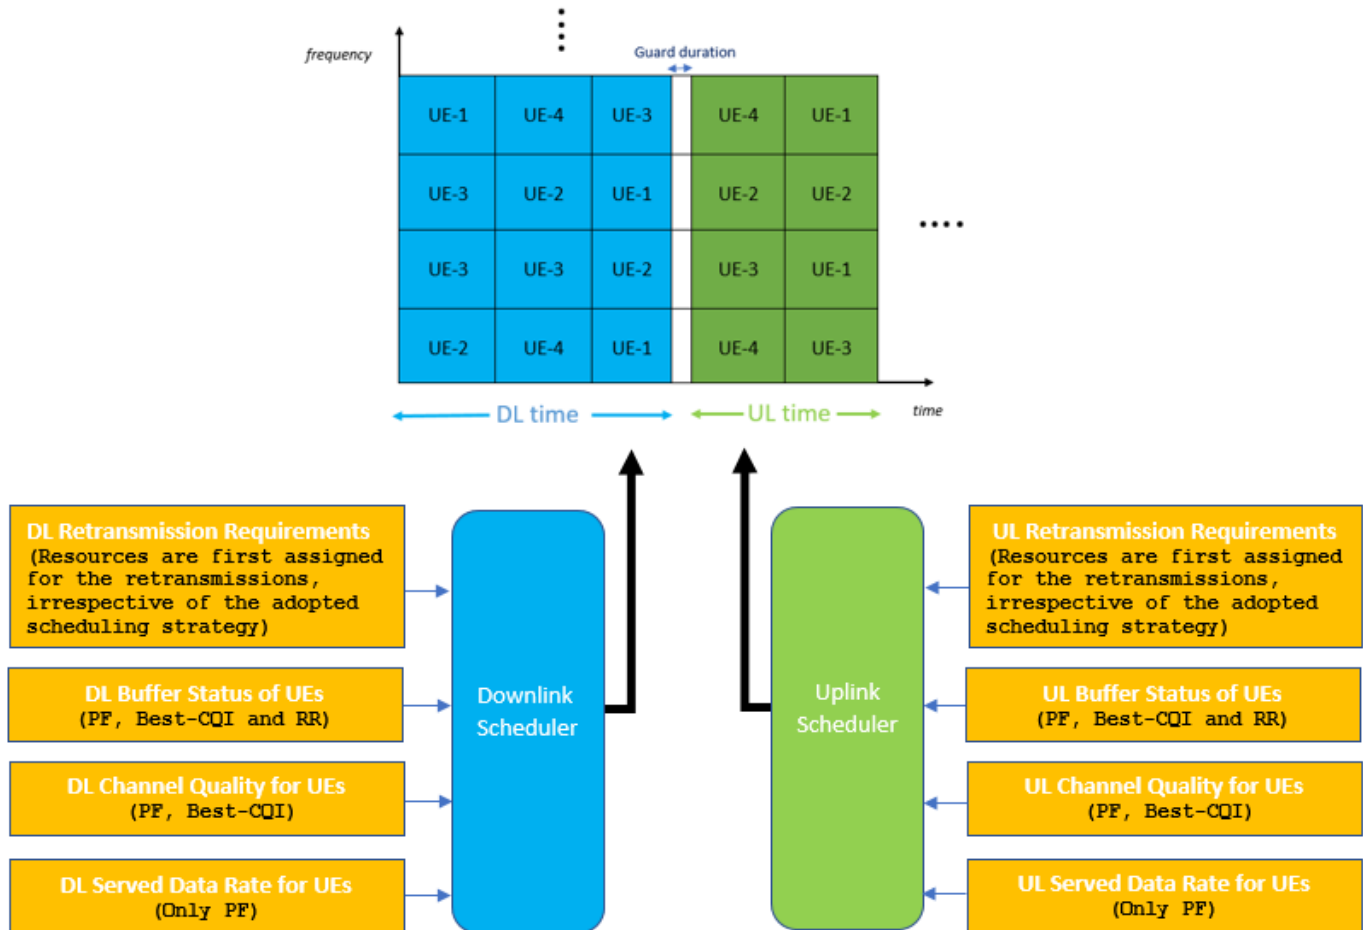 frequency
Guard duration
UE-1 UE-4 UE-3 UE-4 UE-1
UE-3 UE-2 UE-1 UE-2 UE-2
UE-3 UE-3 UE-2 UE-3 UE-1
UE-2 UE-4 UE-1 UE-4 UE-3
DL time
UL time
time
DL Retransmission Requirements
(Resources are first assigned
for the retransmissions,
irrespective of the adopted
scheduling strategy)
DL Buffer Status of UEs
(PF, Best-CQI and RR)
DL Channel Quality for UEs
(PF, Best-CQI)
DL Served Data Rate for UEs
(Only PF)
Downlink
Scheduler
Uplink
Scheduler
UL Retransmission Requirements
(Resources are first assigned
for the retransmissions,
irrespective of the adopted
scheduling strategy)
UL Buffer Status of UEs
(PF, Best-CQI and RR)
UL Channel Quality for UEs
(PF, Best-CQI)
UL Served Data Rate for UEs
(Only PF)